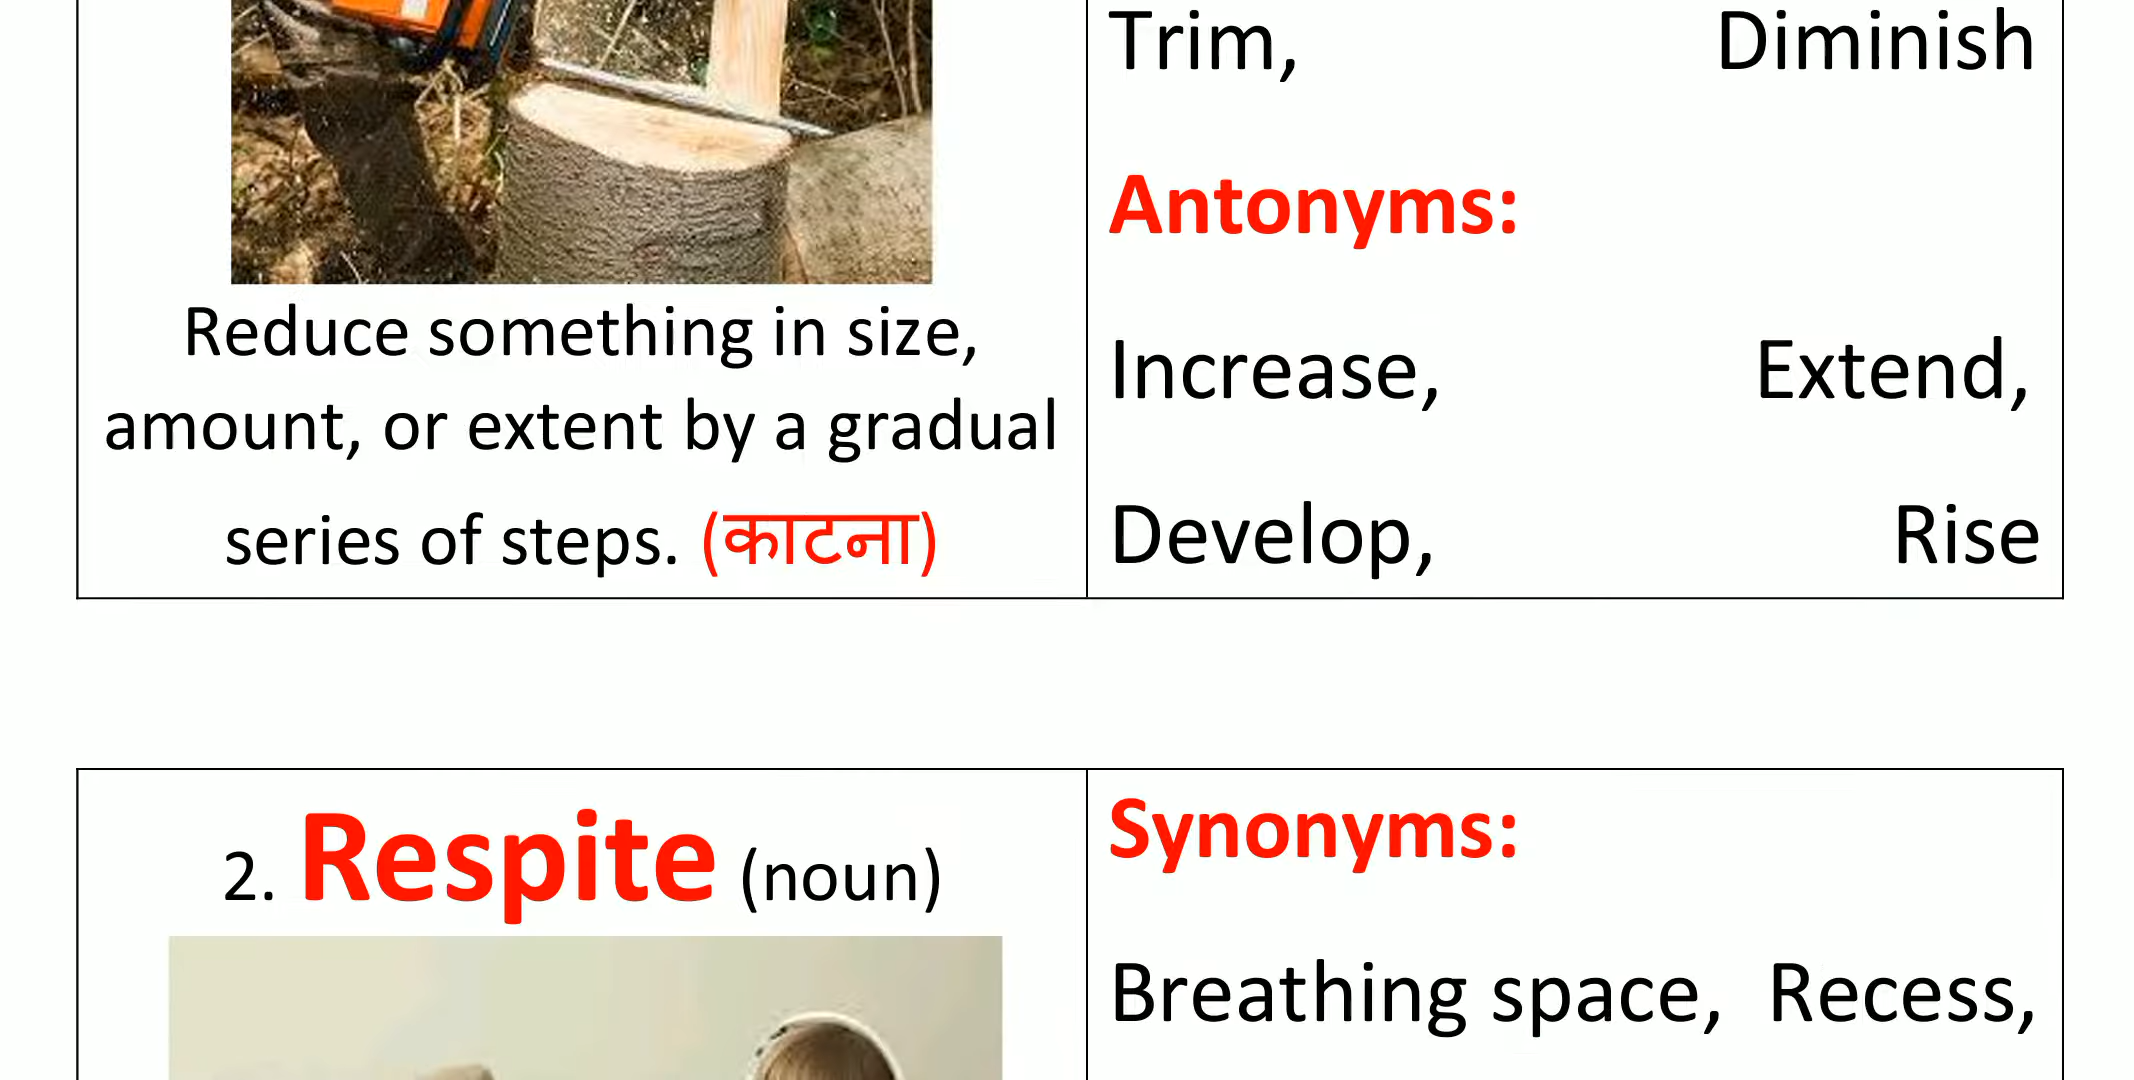 Reduce something in size,
amount, or extent by a gradual
series of steps. (काटना)
Trim, Diminish
Antonyms:
Increase, Extend,
Develop, Rise
2. Respite (noun)
Synonyms:
Breathing space, Recess,